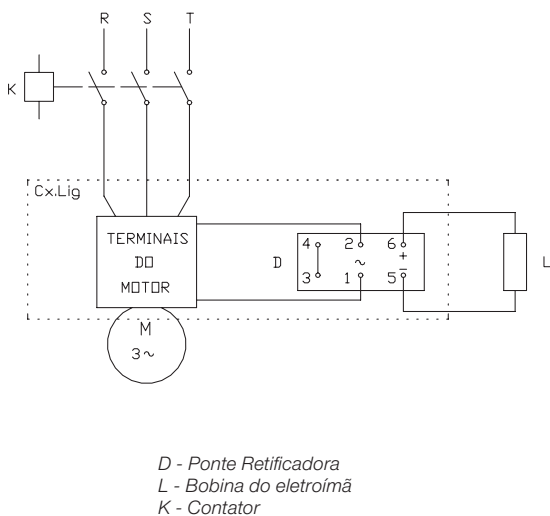 R S T
K
Cx.Lig
TERMINAIS
DO
MOTOR
D
4 2 6
~ +
3 1 5 −
L
M
3~
D - Ponte Retificadora
L - Bobina do eletroímã
K - Contator